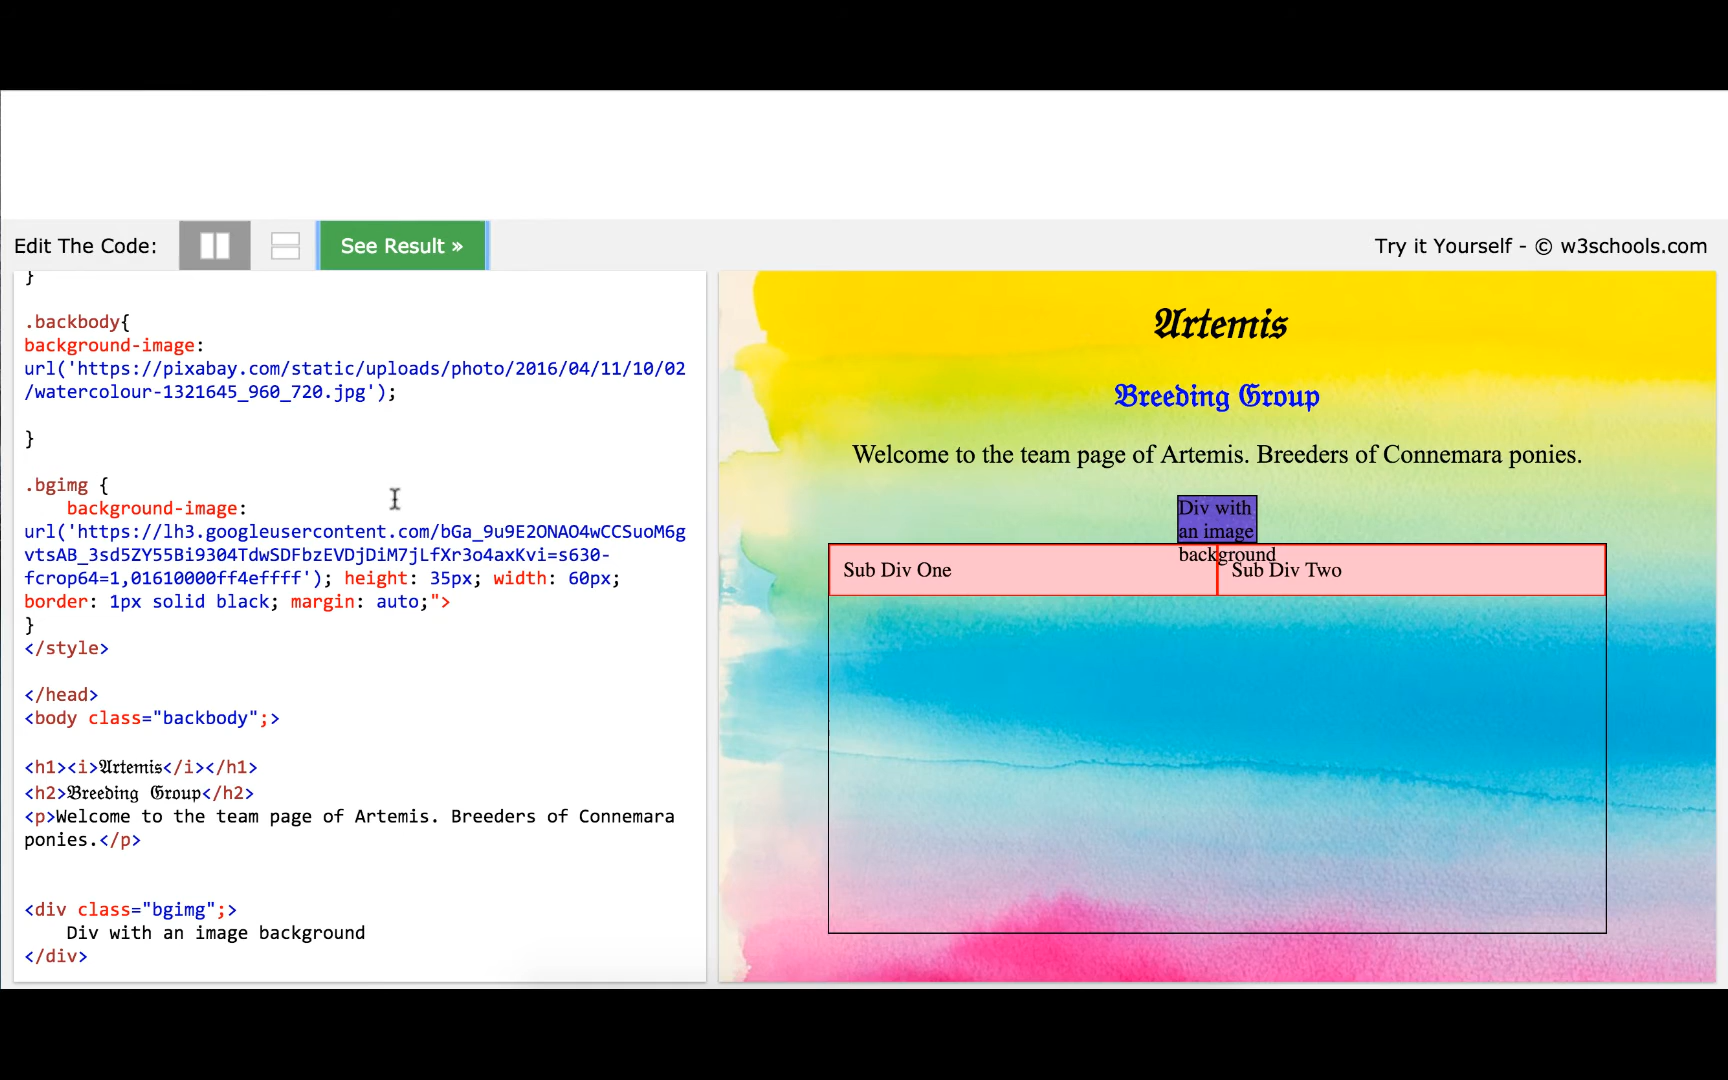 Edit The Code:
See Result »
Try it Yourself - © w3schools.com
}
.backbody{
background-image:
url('https://pixabay.com/static/uploads/photo/2016/04/11/10/02
/watercolour-1321645_960_720.jpg');
}
.bgimg {
background-image:
url('https://lh3.googleusercontent.com/bGa_9u9E2ONAO4wCCSuoM6g
vtsAB_3sd5ZY55Bi9304TdwSDFbzEVDjDiM7jLfXr3o4axKvi=s630-
fcrop64=1,01610000ff4effff'); height: 35px; width: 60px;
border: 1px solid black; margin: auto;">
}
</style>
</head>
<body class="backbody";>
<h1><i>𝕬rtemis</i></h1>
<h2>Breeding Group</h2>
<p>Welcome to the team page of Artemis. Breeders of Connemara
ponies.</p>
<div class="bgimg";>
Div with an image background
</div>
Artemis
Breeding Group
Welcome to the team page of Artemis. Breeders of Connemara ponies.
Div with
an image
background
Sub Div One
Sub Div Two